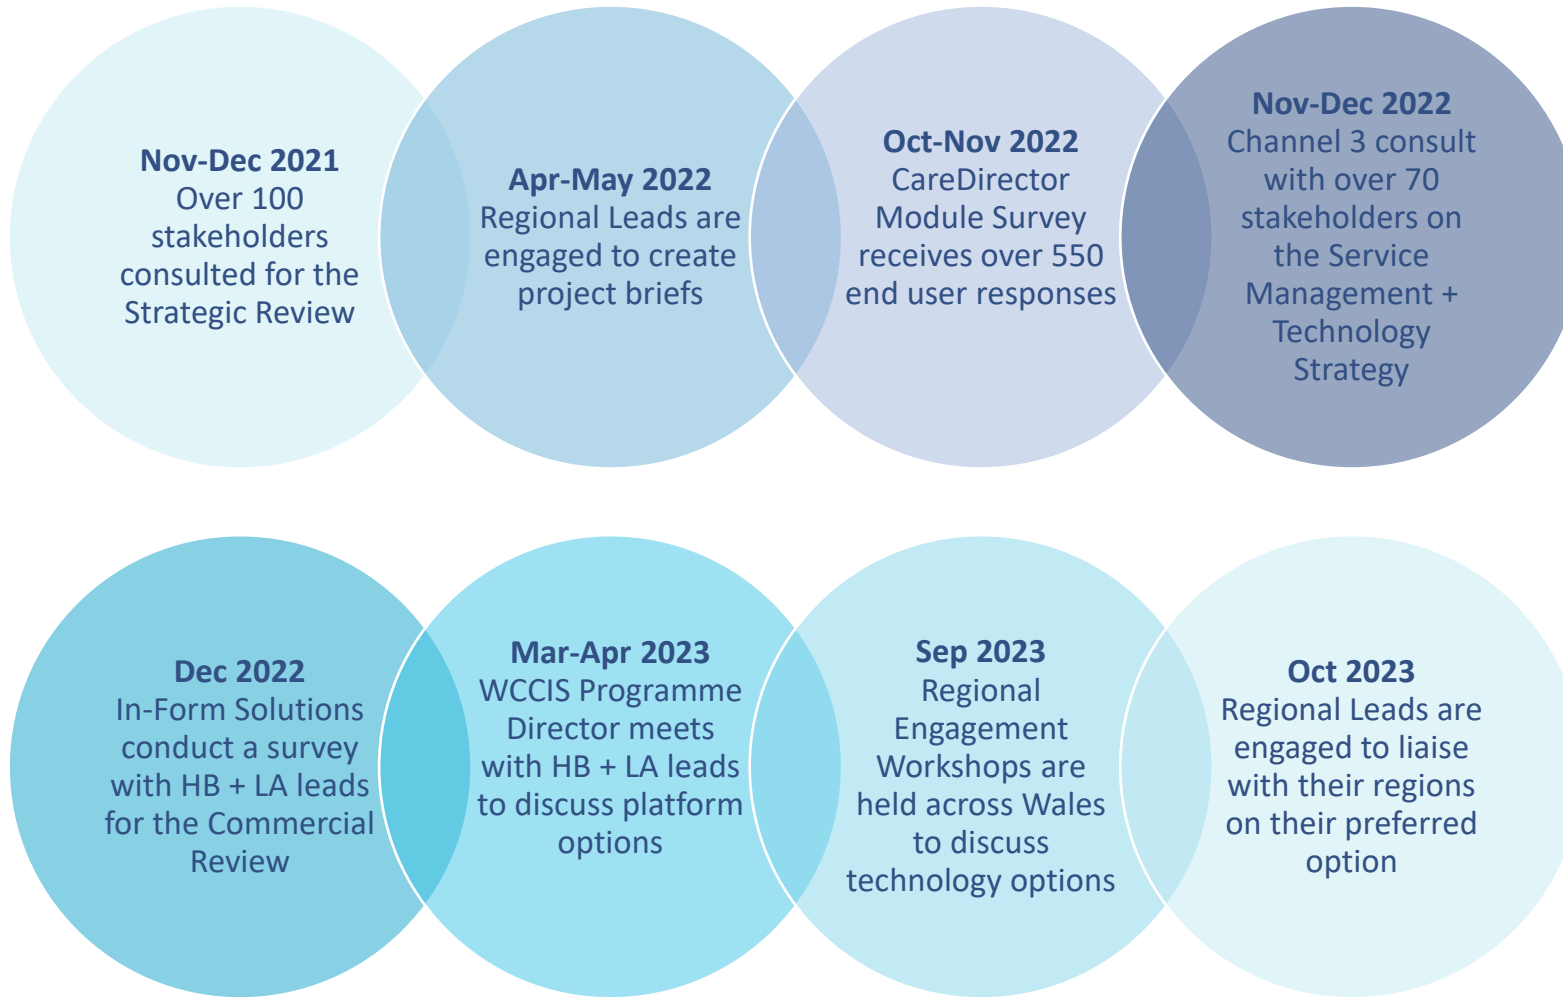 Nov-Dec 2021
Over 100
stakeholders
consulted for the
Strategic Review
Apr-May 2022
Regional Leads are
engaged to create
project briefs
Oct-Nov 2022
CareDirector
Module Survey
receives over 550
end user responses
Nov-Dec 2022
Channel 3 consult
with over 70
stakeholders on
the Service
Management +
Technology
Strategy
Dec 2022
In-Form Solutions
conduct a survey
with HB + LA leads
for the Commercial
Review
Mar-Apr 2023
WCCIS Programme
Director meets
with HB + LA leads
to discuss platform
options
Sep 2023
Regional
Engagement
Workshops are
held across Wales
to discuss
technology options
Oct 2023
Regional Leads are
engaged to liaise
with their regions
on their preferred
option